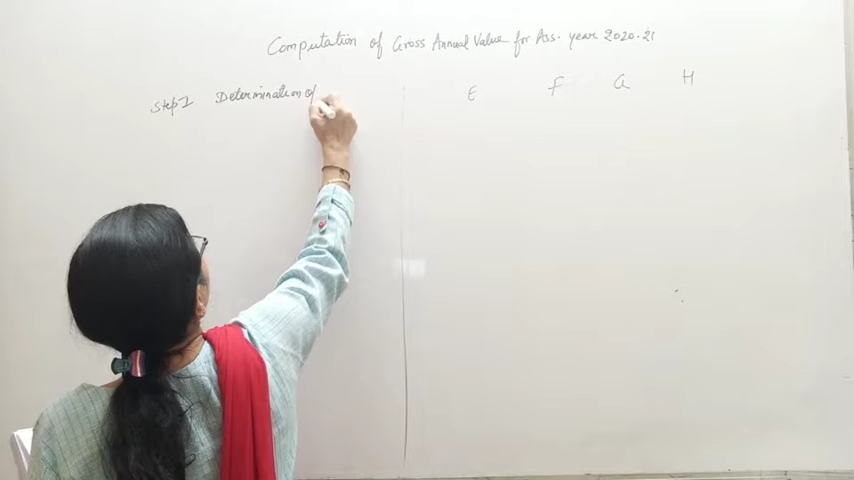 Computation of Gross Annual Value for Ass. year 2020-21
Step I Determination of E F G H